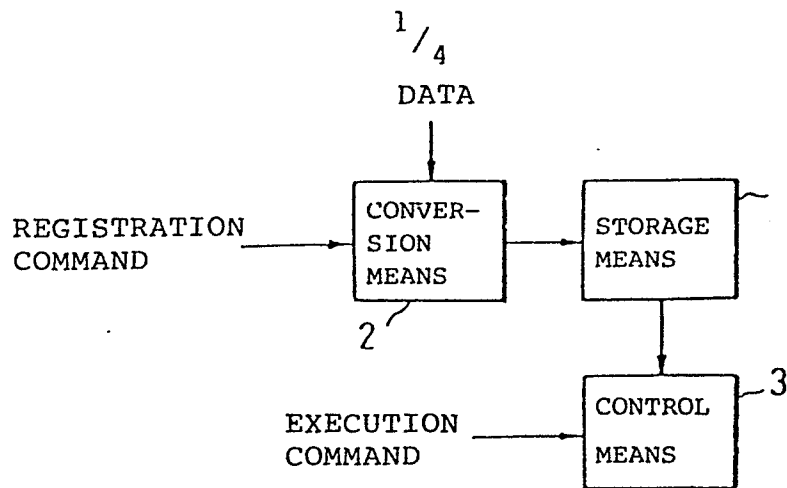 1/4
DATA
REGISTRATION
COMMAND
CONVER-
SION
MEANS
2
STORAGE
MEANS
EXECUTION
COMMAND
CONTROL
MEANS
3